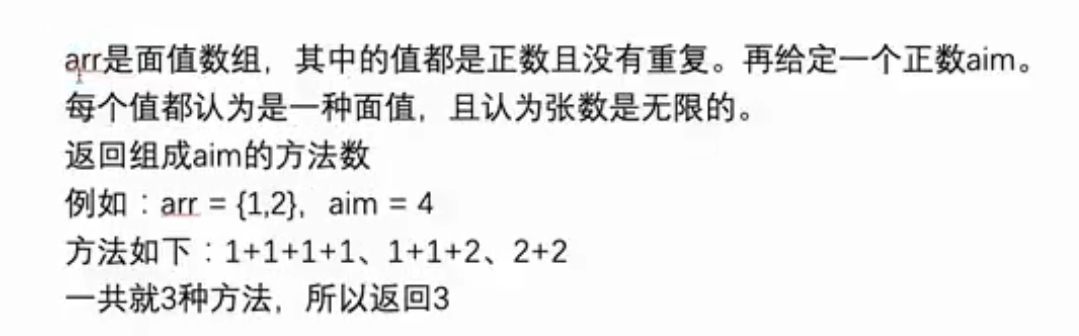 arr是面值数组，其中的值都是正数且没有重复。再给定一个正数aim。
每个值都认为是一种面值，且认为张数是无限的。
返回组成aim的方法数
例如：arr = {1,2}，aim = 4
方法如下：1+1+1+1、1+1+2、2+2
一共就3种方法，所以返回3